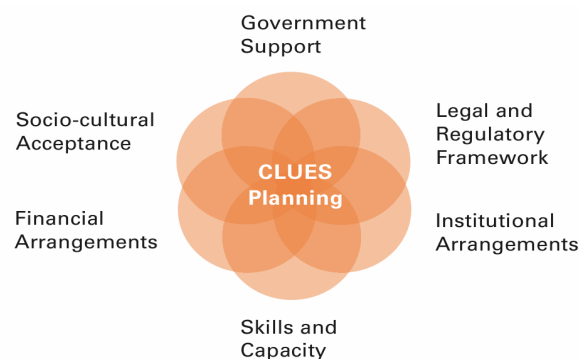 Government
Support
Socio-cultural
Acceptance
Legal and
Regulatory
Framework
CLUES
Planning
Financial
Arrangements
Institutional
Arrangements
Skills and
Capacity